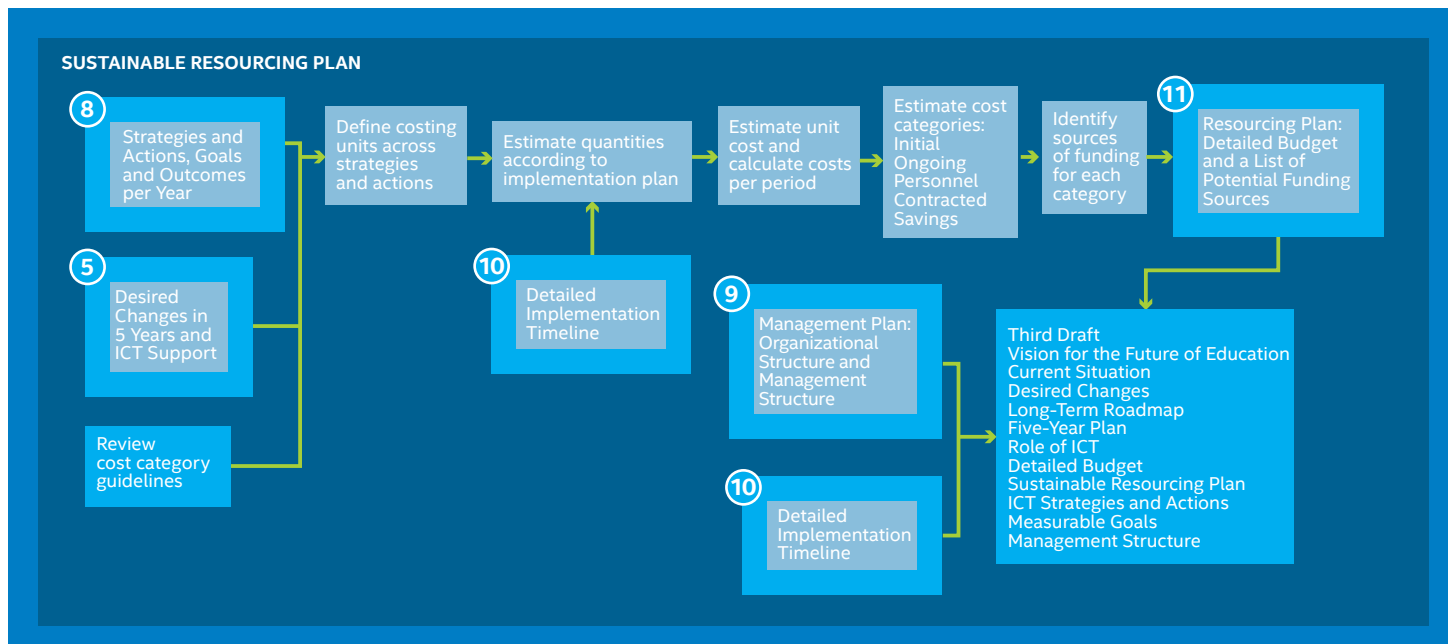 SUSTAINABLE RESOURCING PLAN
8
Strategies and
Actions, Goals
and Outcomes
per Year
Define costing
units across
strategies
and actions
Estimate quantities
according to
implementation plan
Estimate unit
cost and
calculate costs
per period
Estimate cost
categories:
Initial
Ongoing
Personnel
Contracted
Savings
Identify
sources
of funding
for each
category
11
Resourcing Plan:
Detailed Budget
and a List of
Potential Funding
Sources
5
Desired
Changes in
5 Years and
ICT Support
10
Detailed
Implementation
Timeline
9
Management Plan:
Organizational
Structure and
Management
Structure
Third Draft
Vision for the Future of Education
Current Situation
Desired Changes
Long-Term Roadmap
Five-Year Plan
Role of ICT
Detailed Budget
Sustainable Resourcing Plan
ICT Strategies and Actions
Measurable Goals
Management Structure
Review
cost category
guidelines
10
Detailed
Implementation
Timeline